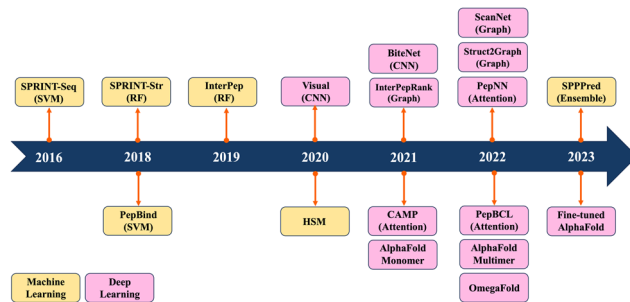 ScanNet
(Graph)
BiteNet
(CNN)
Struct2Graph
(Graph)
SPRINT-Seq
(SVM)
SPRINT-Str
(RF)
InterPep
(RF)
Visual
(CNN)
InterPepRank
(Graph)
PepNN
(Attention)
SPPPred
(Ensemble)
2016
2018
2019
2020
2021
2022
2023
PepBind
(SVM)
HSM
CAMP
(Attention)
PepBCL
(Attention)
Fine-tuned
AlphaFold
AlphaFold
Monomer
AlphaFold
Multimer
OmegaFold
Machine
Learning
Deep
Learning